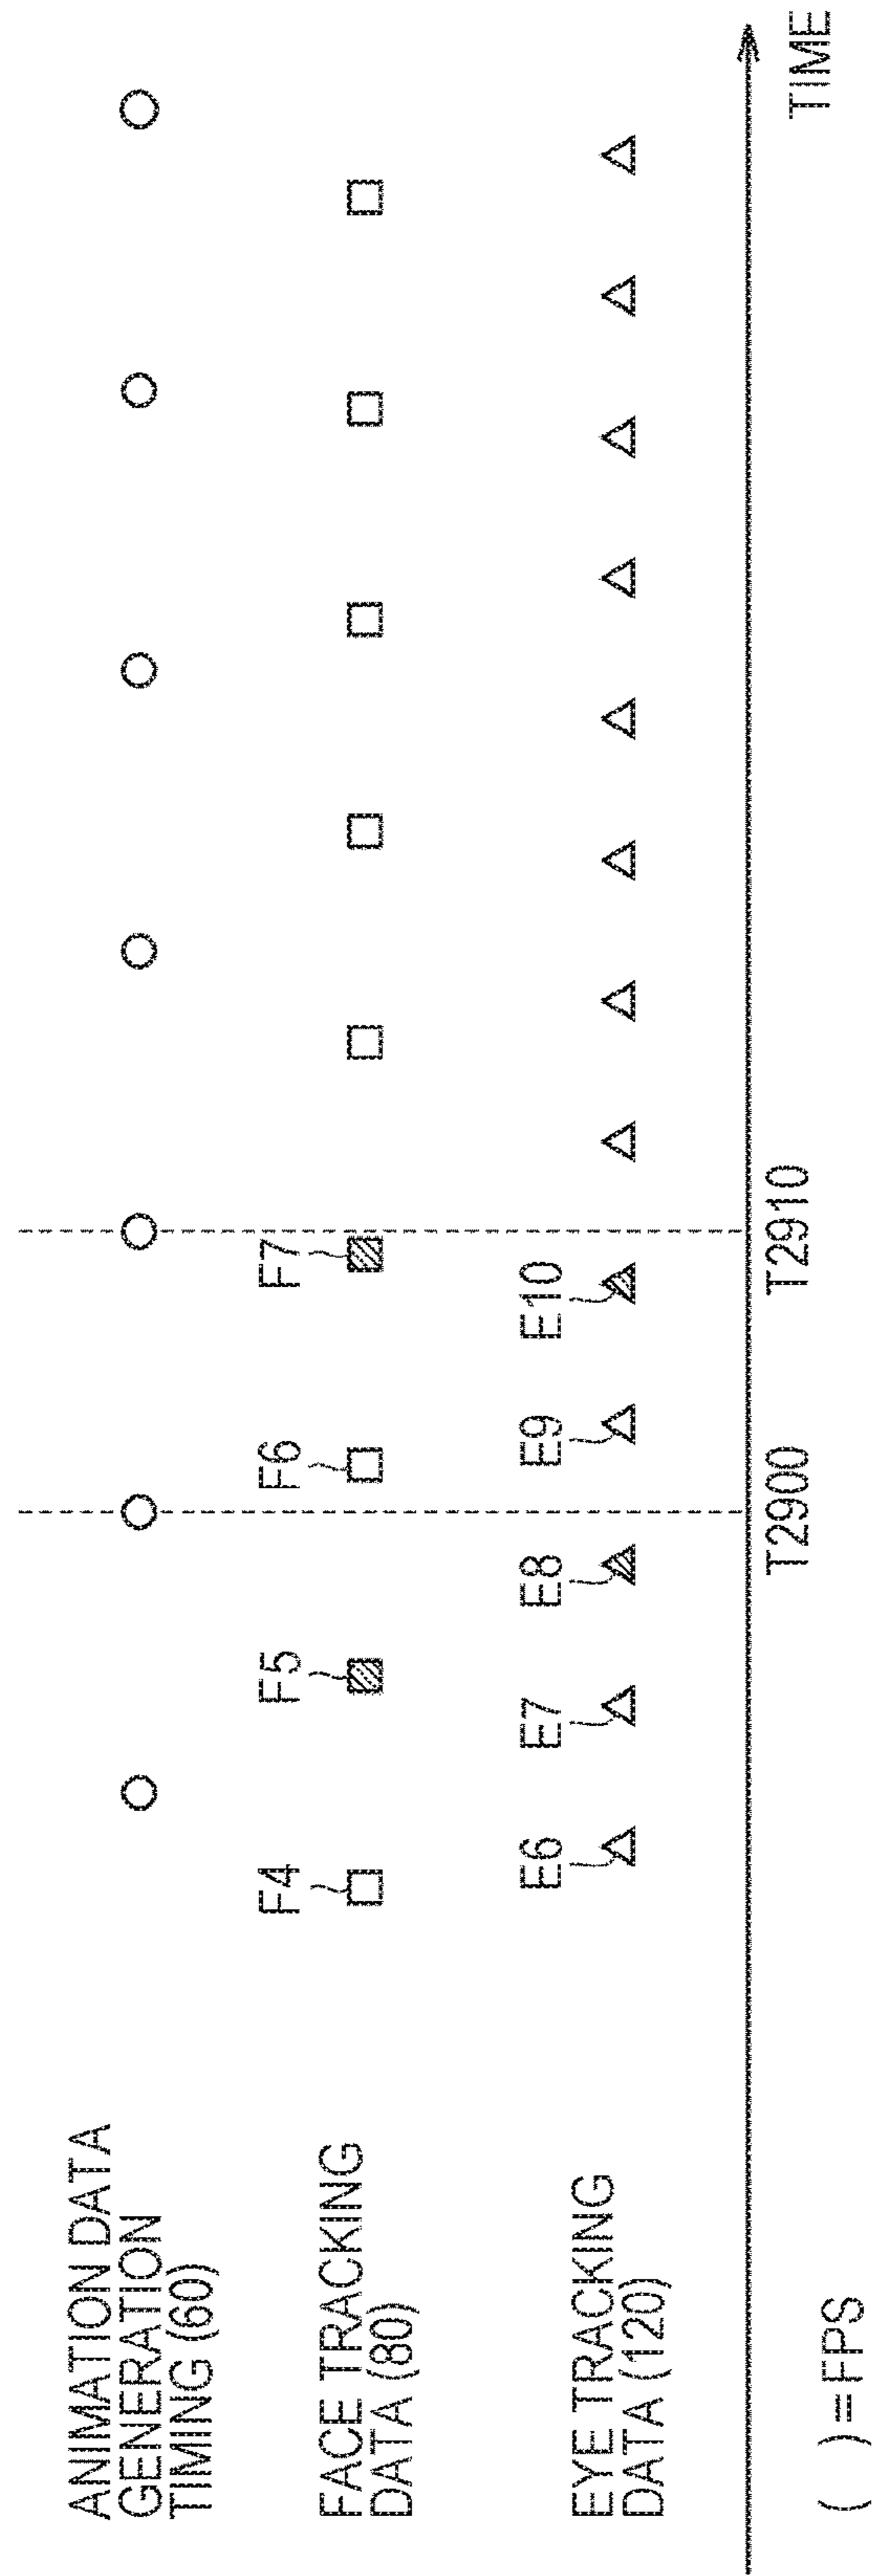 ANIMATION DATA
GENERATION
TIMING (60)
FACE TRACKING
DATA (80)
F4
F5
F6
F7
EYE TRACKING
DATA (120)
E6
E7
E8
E9
E10
T2900
T2910
TIME
( )=FPS